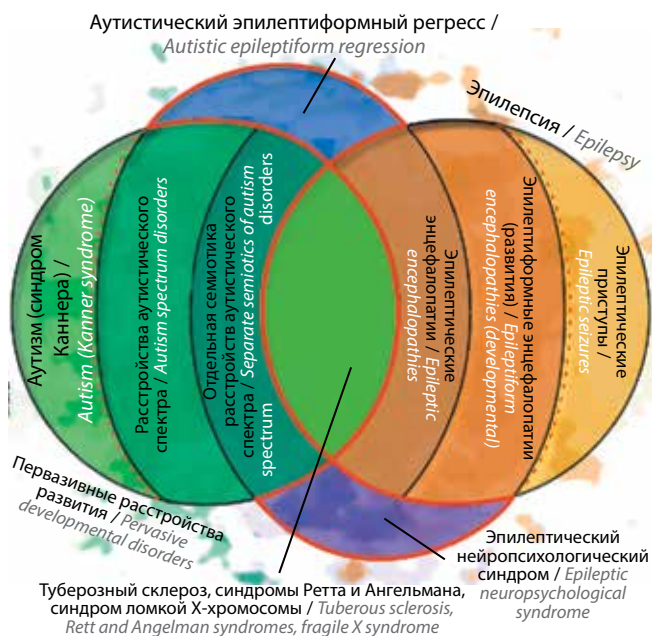 Аутистический эпилептиформный регресс /
Autistic epileptiform regression
Эпилепсия / Epilepsy
Аутизм (синдром
Каннера) /
Autism (Kanner syndrome)
Расстройства аутистического
спектра / Autism spectrum disorders
Отдельная семиотика
расстройств аутистического
спектра / Separate semiotics of autism
spectrum
disorders
Эпилептические
энцефалопатии / Epileptic
encephalopathies
Эпилептиформные энцефалопатии
(развития) / Epileptiform
encephalopathies (developmental)
Эпилептические
приступы /
Epileptic seizures
Первазивные расстройства
развития / Pervasive
developmental disorders
Эпилептический
нейропсихологический
синдром / Epileptic
neuropsychological
syndrome
Туберозный склероз, синдромы Ретта и Ангельмана,
синдром ломкой Х-хромосомы / Tuberous sclerosis,
Rett and Angelman syndromes, fragile X syndrome